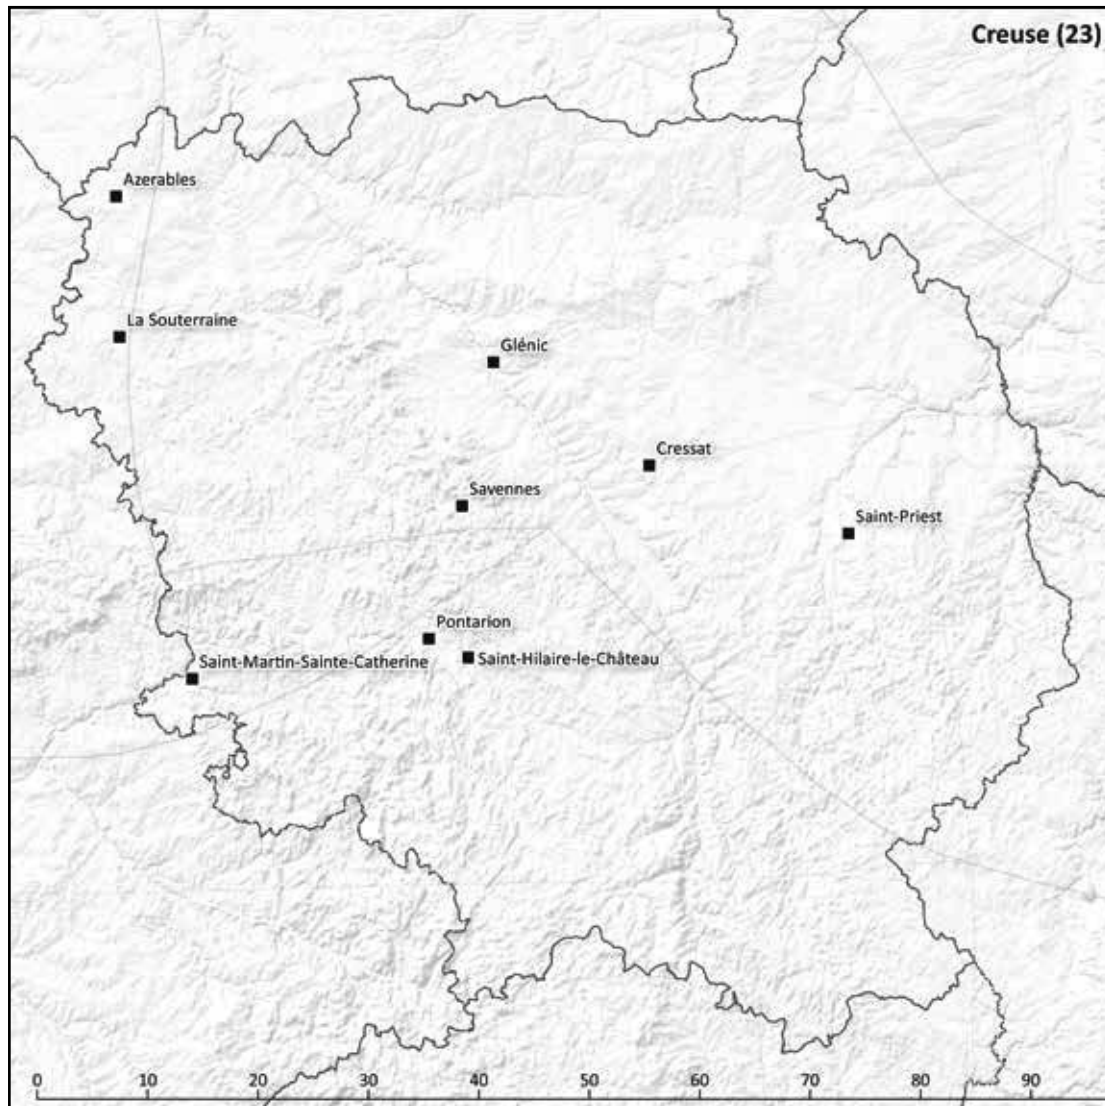 Creuse (23)
Azerables
La Souterraine
Glénic
Cressat
Savennes
Saint-Priest
Pontarion
Saint-Martin-Sainte-Catherine
Saint-Hilaire-le-Château
0 10 20 30 40 50 60 70 80 90